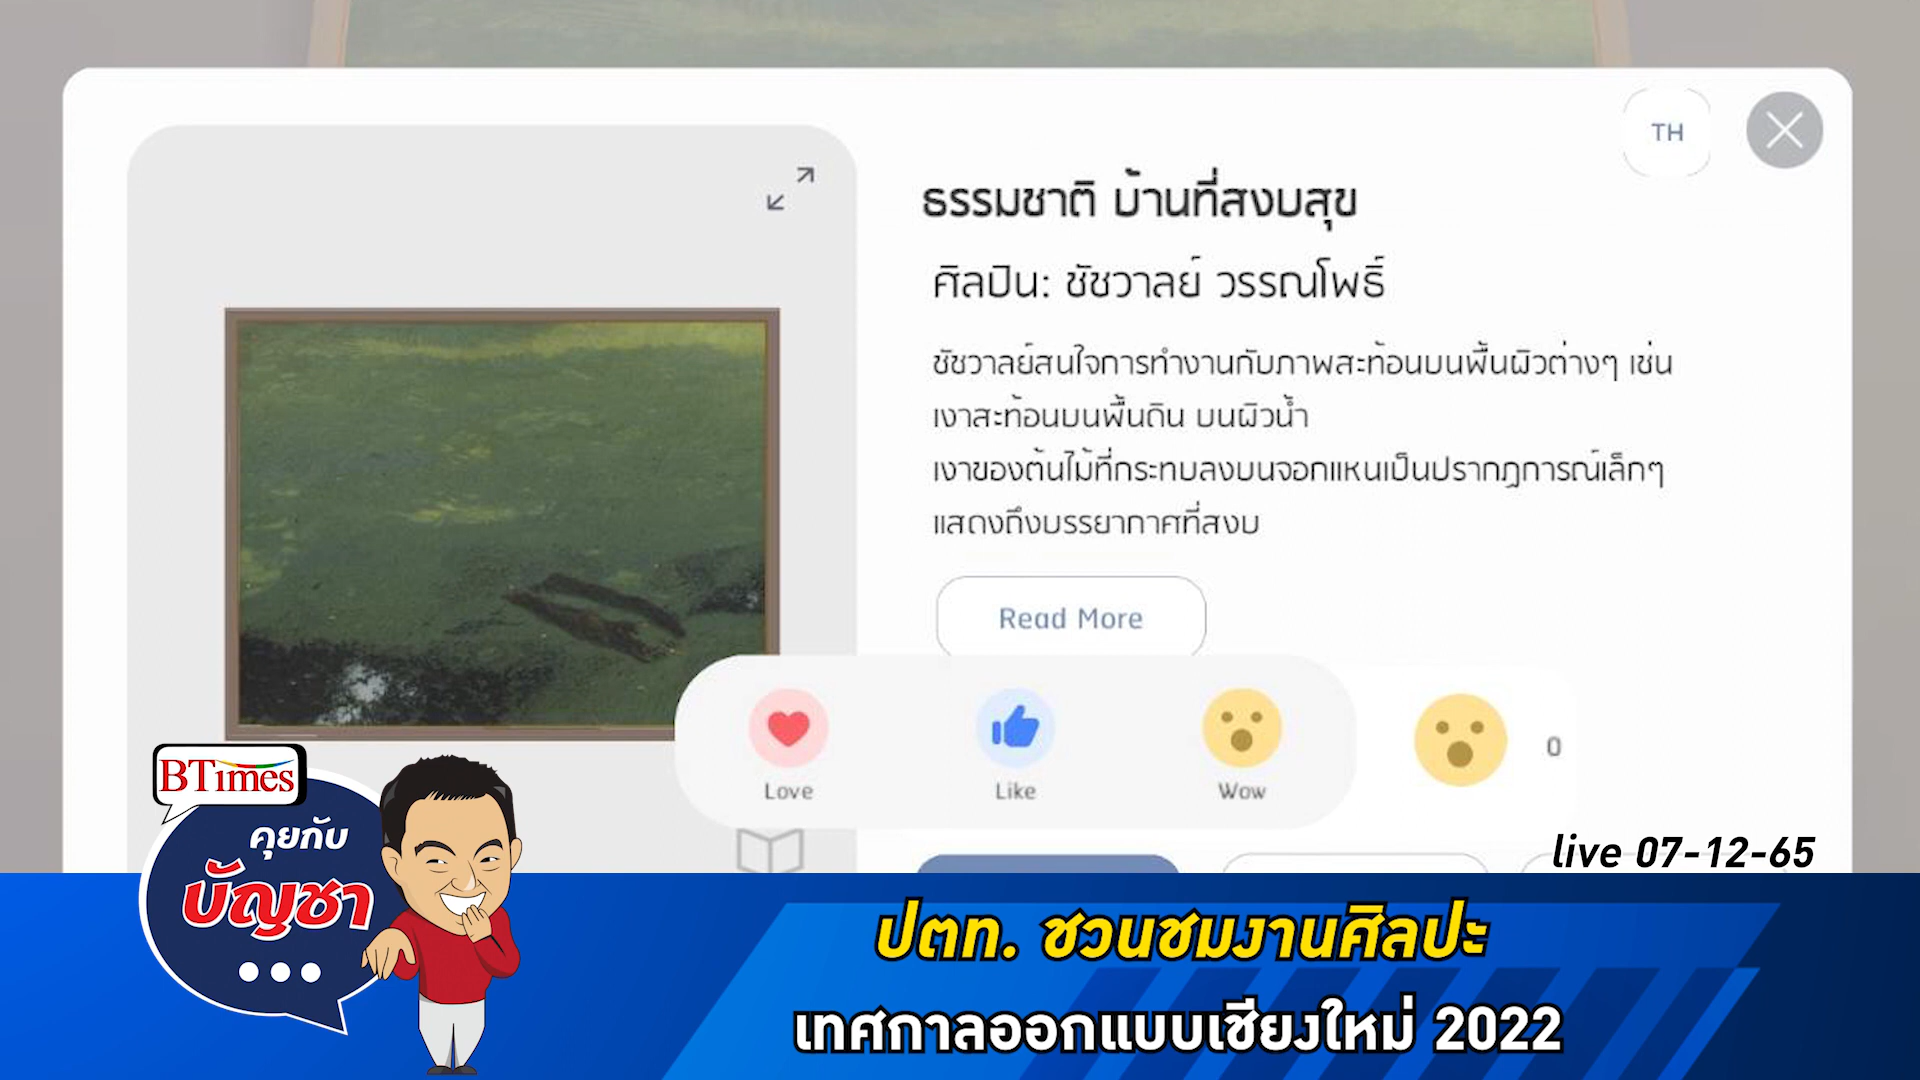 TH
ธรรมชาติ บ้านที่สงบสุข
ศิลปิน: ชัชวาลย์ วรรณโพธิ์
ชัชวาลย์สนใจการทำงานกับภาพสะท้อนบนพื้นผิวต่างๆ เช่น
เงาสะท้อนบนพื้นดิน บนผิวน้ำ
เงาของต้นไม้ที่กระทบลงบนจอกแหนเป็นปรากฏการณ์เล็กๆ
แสดงถึงบรรยากาศที่สงบ
Read More
Love
Like
Wow
0
BTimes
คุยกับ
บัญชา
live 07-12-65
ปตท. ชวนชมงานศิลปะ
เทศกาลออกแบบเชียงใหม่ 2022